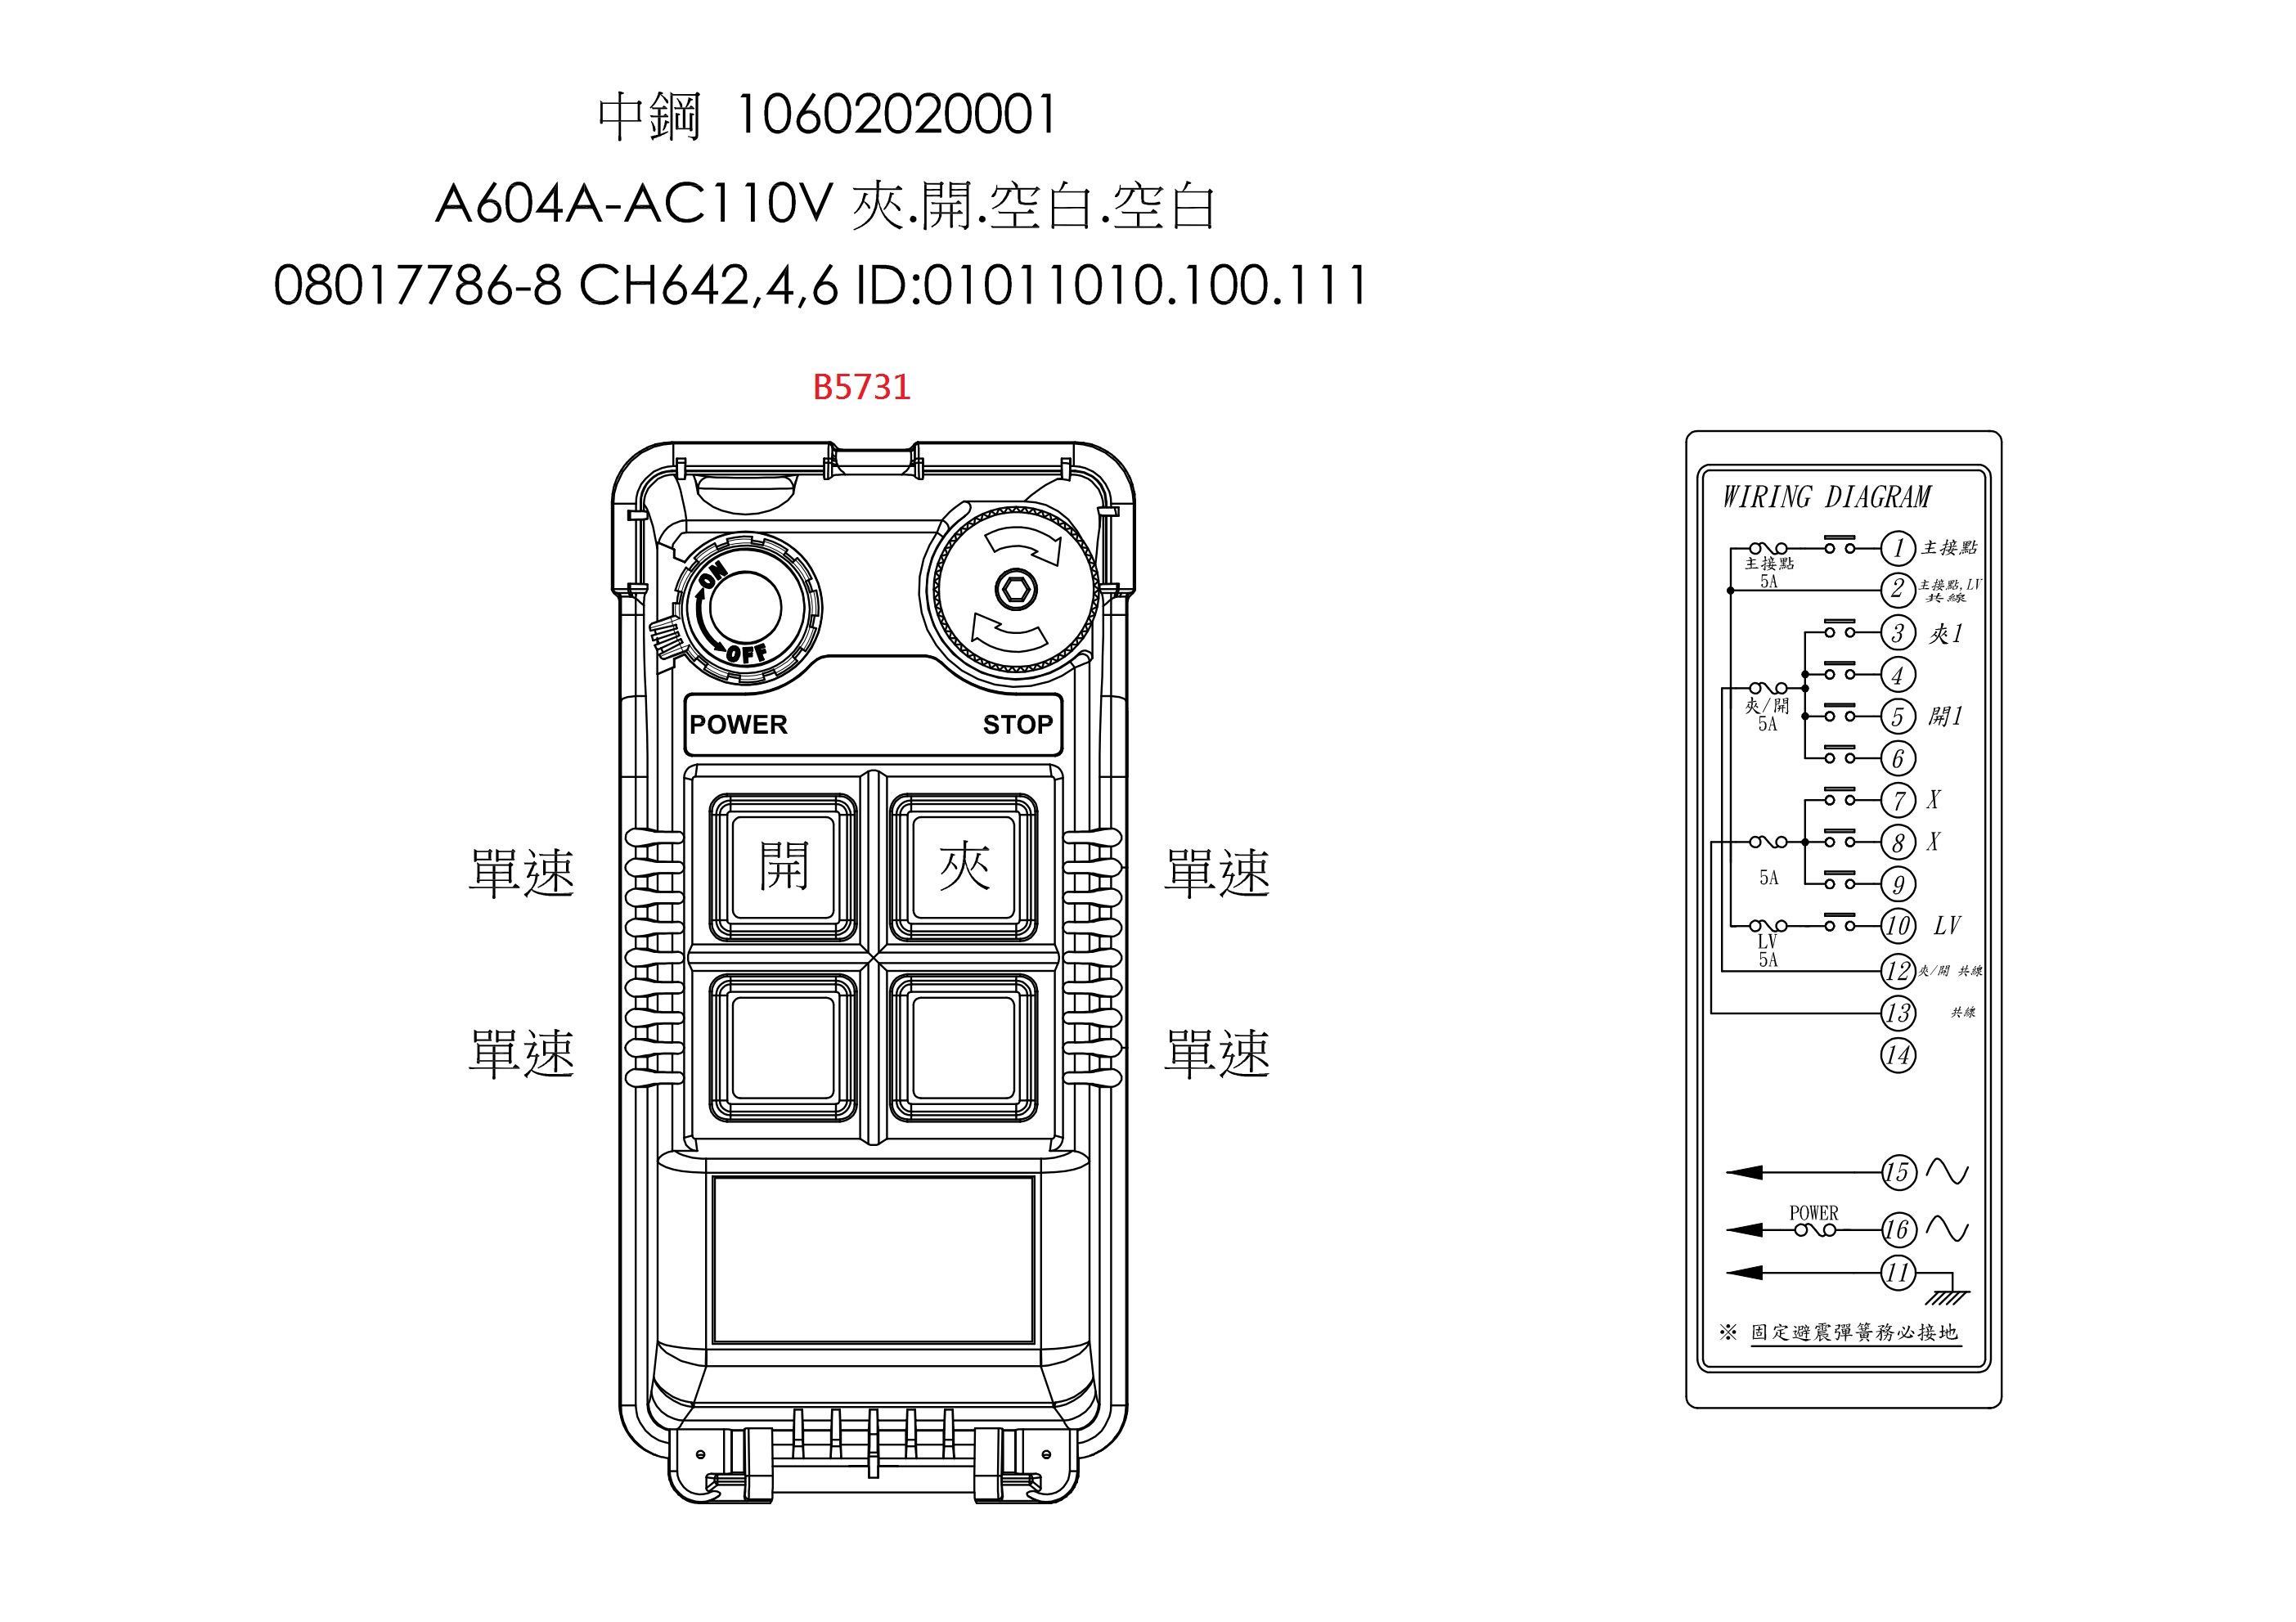 中鋼 10602020001
A604A-AC110V 夾.開.空白.空白
08017786-8 CH642,4,6 ID:01011010.100.111
B5731
ON
OFF
POWER STOP
單速 開 夾 單速
單速 單速
WIRING DIAGRAM
1 主接點
主接點
5A
2 主接點,LV
共線
3 夾1
4
夾/開
5A
5 開1
6
7 X
8 X
5A
9
10 LV
LV
5A
12 夾/開 共線
13 共線
14
15
POWER
16
11
※ 固定避震彈簧務必接地